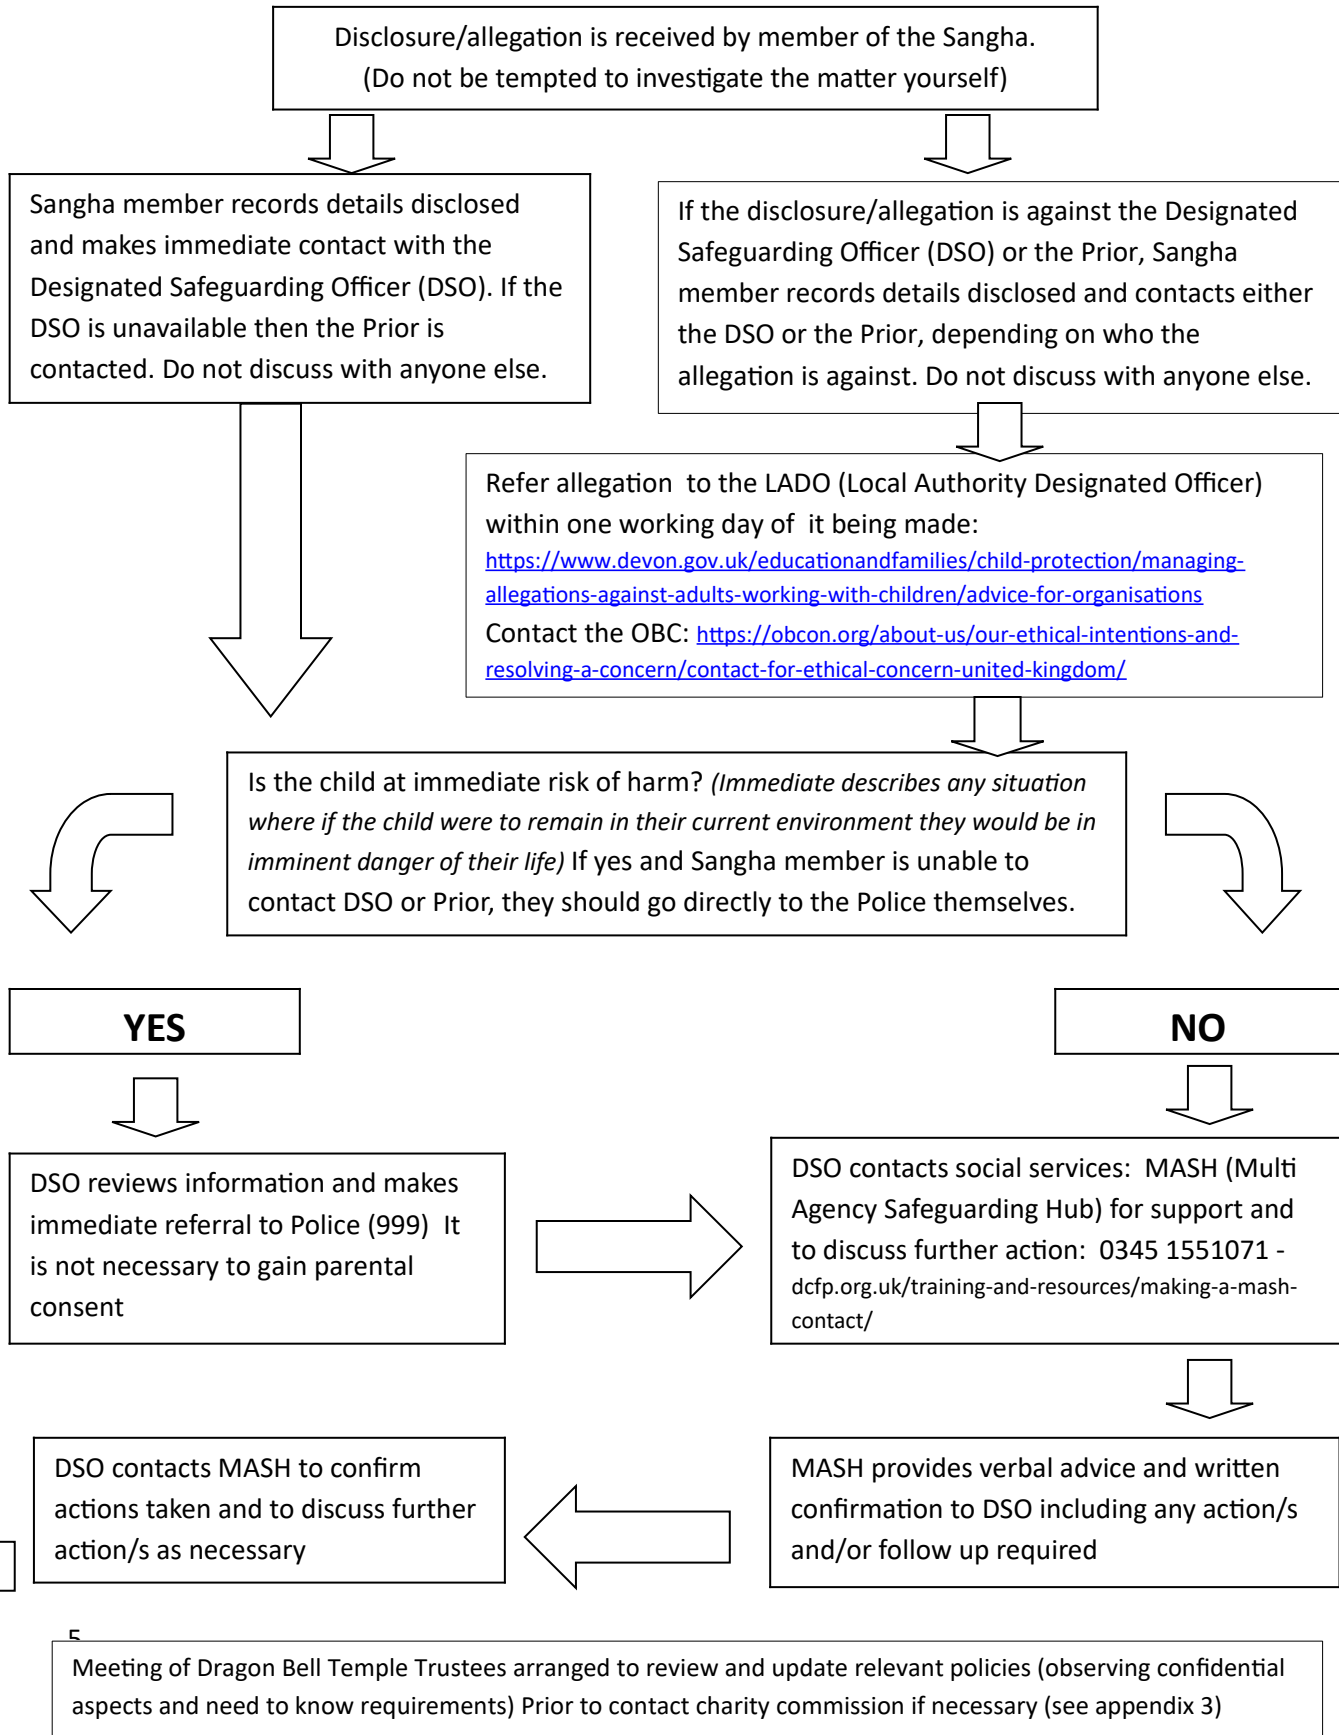 Disclosure/allegation is received by member of the Sangha.
(Do not be tempted to investigate the matter yourself)
Sangha member records details disclosed
and makes immediate contact with the
Designated Safeguarding Officer (DSO). If the
DSO is unavailable then the Prior is
contacted. Do not discuss with anyone else.
If the disclosure/allegation is against the Designated
Safeguarding Officer (DSO) or the Prior, Sangha
member records details disclosed and contacts either
the DSO or the Prior, depending on who the
allegation is against. Do not discuss with anyone else.
Refer allegation  to the LADO (Local Authority Designated Officer)
within one working day of  it being made:
https://www.devon.gov.uk/educationandfamilies/child-protection/managing-
allegations-against-adults-working-with-children/advice-for-organisations
Contact the OBC: https://obcon.org/about-us/our-ethical-intentions-and-
resolving-a-concern/contact-for-ethical-concern-united-kingdom/
Is the child at immediate risk of harm? (Immediate describes any situation
where if the child were to remain in their current environment they would be in
imminent danger of their life) If yes and Sangha member is unable to
contact DSO or Prior, they should go directly to the Police themselves.
YES
NO
DSO reviews information and makes
immediate referral to Police (999)  It
is not necessary to gain parental
consent
DSO contacts social services:  MASH (Multi
Agency Safeguarding Hub) for support and
to discuss further action:  0345 1551071 -
dcfp.org.uk/training-and-resources/making-a-mash-
contact/
DSO contacts MASH to confirm
actions taken and to discuss further
action/s as necessary
MASH provides verbal advice and written
confirmation to DSO including any action/s
and/or follow up required
5
Meeting of Dragon Bell Temple Trustees arranged to review and update relevant policies (observing confidential
aspects and need to know requirements) Prior to contact charity commission if necessary (see appendix 3)